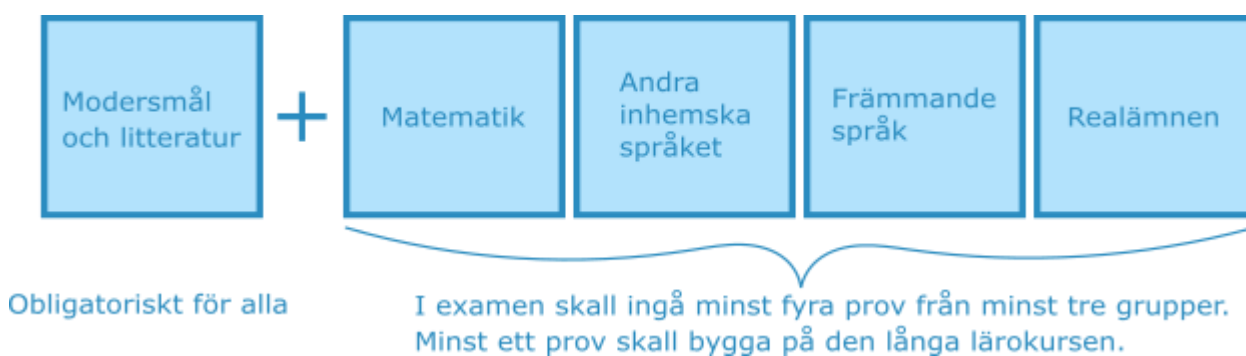 Modersmål
och litteratur
+
Matematik
Andra
inhemska
språket
Främmande
språk
Realämnen
Obligatoriskt för alla
I examen skall ingå minst fyra prov från minst tre grupper.
Minst ett prov skall bygga på den långa lärokursen.